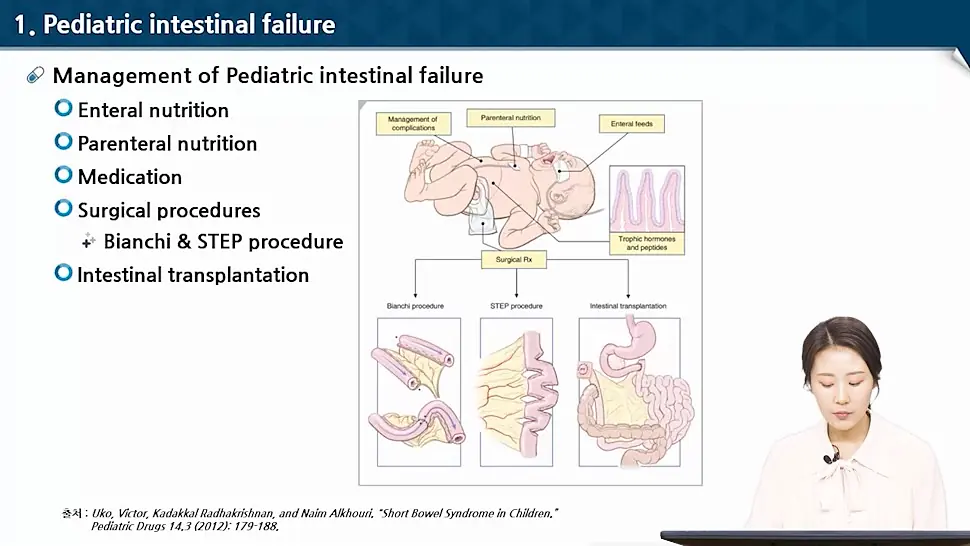 1. Pediatric intestinal failure
Management of Pediatric intestinal failure
Enteral nutrition
Parenteral nutrition
Medication
Surgical procedures
Bianchi & STEP procedure
Intestinal transplantation
Management of
complications
Parenteral nutrition
Enteral feeds
Trophic hormones
and peptides
Surgical Rx
Bianchi procedure
STEP procedure
Intestinal transplantation
출처 : Uko, Victor, Kadakkal Radhakrishnan, and Naim Alkhouri. "Short Bowel Syndrome in Children."
Pediatric Drugs 14.3 (2012): 179-188.